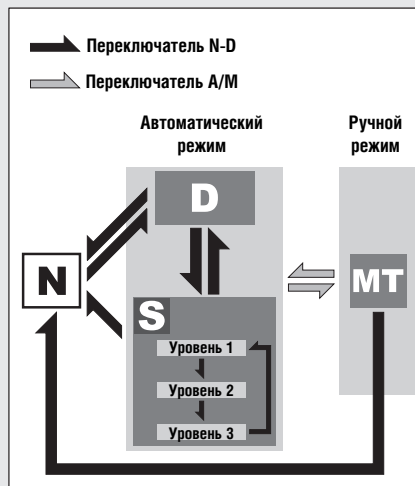 Переключатель N-D
Переключатель A/M
Автоматический
режим
Ручной
режим
D
N
MT
S
Уровень 1
Уровень 2
Уровень 3